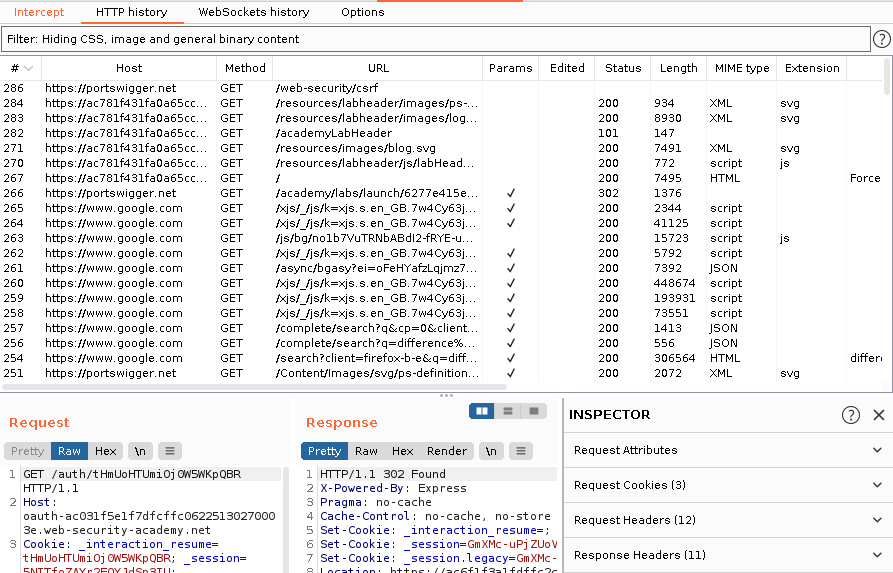 Intercept HTTP history WebSockets history Options
Filter: Hiding CSS, image and general binary content ?
# Host Method URL Params Edited Status Length MIME type Extension
286 https://portswigger.net GET /web-security/csrf
284 https://ac781f431fa0a65cc... GET /resources/labheader/images/ps-... 200 934 XML svg
283 https://ac781f431fa0a65cc... GET /resources/labheader/images/log... 200 8930 XML svg
282 https://ac781f431fa0a65cc... GET /academyLabHeader 101 147
271 https://ac781f431fa0a65cc... GET /resources/images/blog.svg 200 7491 XML svg
270 https://ac781f431fa0a65cc... GET /resources/labheader/js/labHead... 200 772 script js
267 https://ac781f431fa0a65cc... GET / 200 7495 HTML Force
266 https://portswigger.net GET /academy/labs/launch/6277e415e... ✓ 302 1376
265 https://www.google.com GET /xjs/_/js/k=xjs.s.en_GB.7w4Cy63j... ✓ 200 2344 script
264 https://www.google.com GET /xjs/_/js/k=xjs.s.en_GB.7w4Cy63j... ✓ 200 41125 script
263 https://www.google.com GET /js/bg/no1b7VuTRNbABdI2-fRYE-u... 200 15723 script js
262 https://www.google.com GET /xjs/_/js/k=xjs.s.en_GB.7w4Cy63j... ✓ 200 5792 script
261 https://www.google.com GET /async/bgasy?ei=oFeHYafzLqjmz7... ✓ 200 7392 JSON
260 https://www.google.com GET /xjs/_/js/k=xjs.s.en_GB.7w4Cy63j... ✓ 200 448674 script
259 https://www.google.com GET /xjs/_/js/k=xjs.s.en_GB.7w4Cy63j... ✓ 200 193931 script
258 https://www.google.com GET /xjs/_/js/k=xjs.s.en_GB.7w4Cy63j... ✓ 200 73551 script
257 https://www.google.com GET /complete/search?q&cp=0&client... ✓ 200 1413 JSON
256 https://www.google.com GET /complete/search?q=difference%... ✓ 200 556 JSON
254 https://www.google.com GET /search?client=firefox-b-e&q=diff... ✓ 200 306564 HTML differe
251 https://portswigger.net GET /Content/Images/svg/ps-definition... ✓ 200 2072 XML svg
Request
Pretty Raw Hex \n
1 GET /auth/tHmUoHTUmiOj0W5WKpQBR
HTTP/1.1
2 Host:
oauth-ac031f5e1f7dfcffc0622513027000
3e.web-security-academy.net
3 Cookie: _interaction_resume=
tHmUoHTUmiOj0W5WKpQBR; _session=
Response
Pretty Raw Hex Render \n
1 HTTP/1.1 302 Found
2 X-Powered-By: Express
3 Pragma: no-cache
4 Cache-Control: no-cache, no-store
5 Set-Cookie: _interaction_resume=;
6 Set-Cookie: _session=GmXMc-uPjZUoV
7 Set-Cookie: _session.legacy=GmXMc-
INSPECTOR ?
Request Attributes
Request Cookies (3)
Request Headers (12)
Response Headers (11)